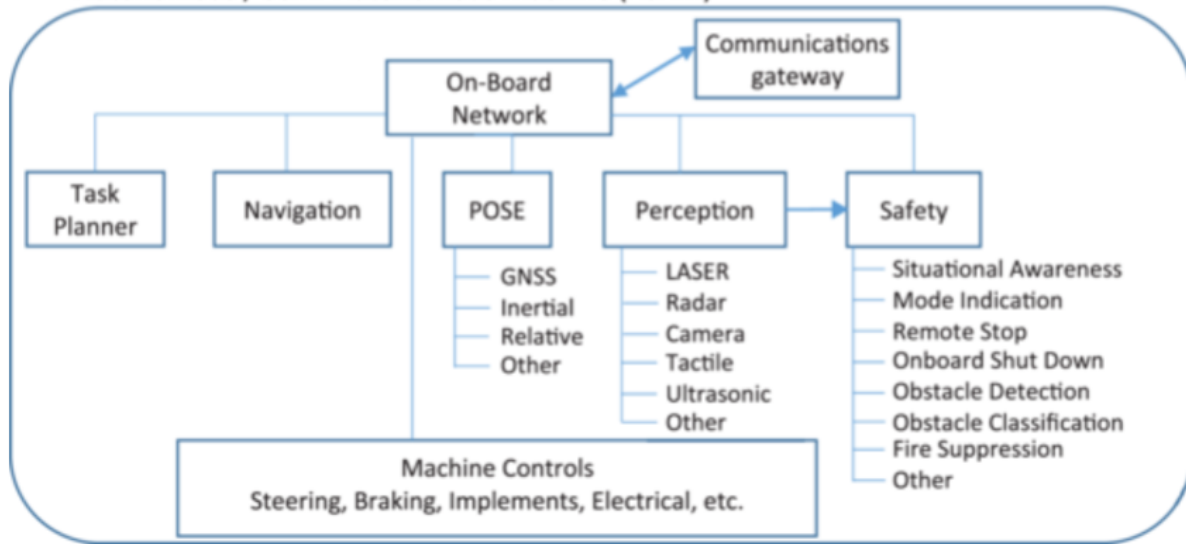 Communications
gateway
On-Board
Network
Task
Planner
Navigation
POSE
Perception
Safety
GNSS
Inertial
Relative
Other
LASER
Radar
Camera
Tactile
Ultrasonic
Other
Situational Awareness
Mode Indication
Remote Stop
Onboard Shut Down
Obstacle Detection
Obstacle Classification
Fire Suppression
Other
Machine Controls
Steering, Braking, Implements, Electrical, etc.